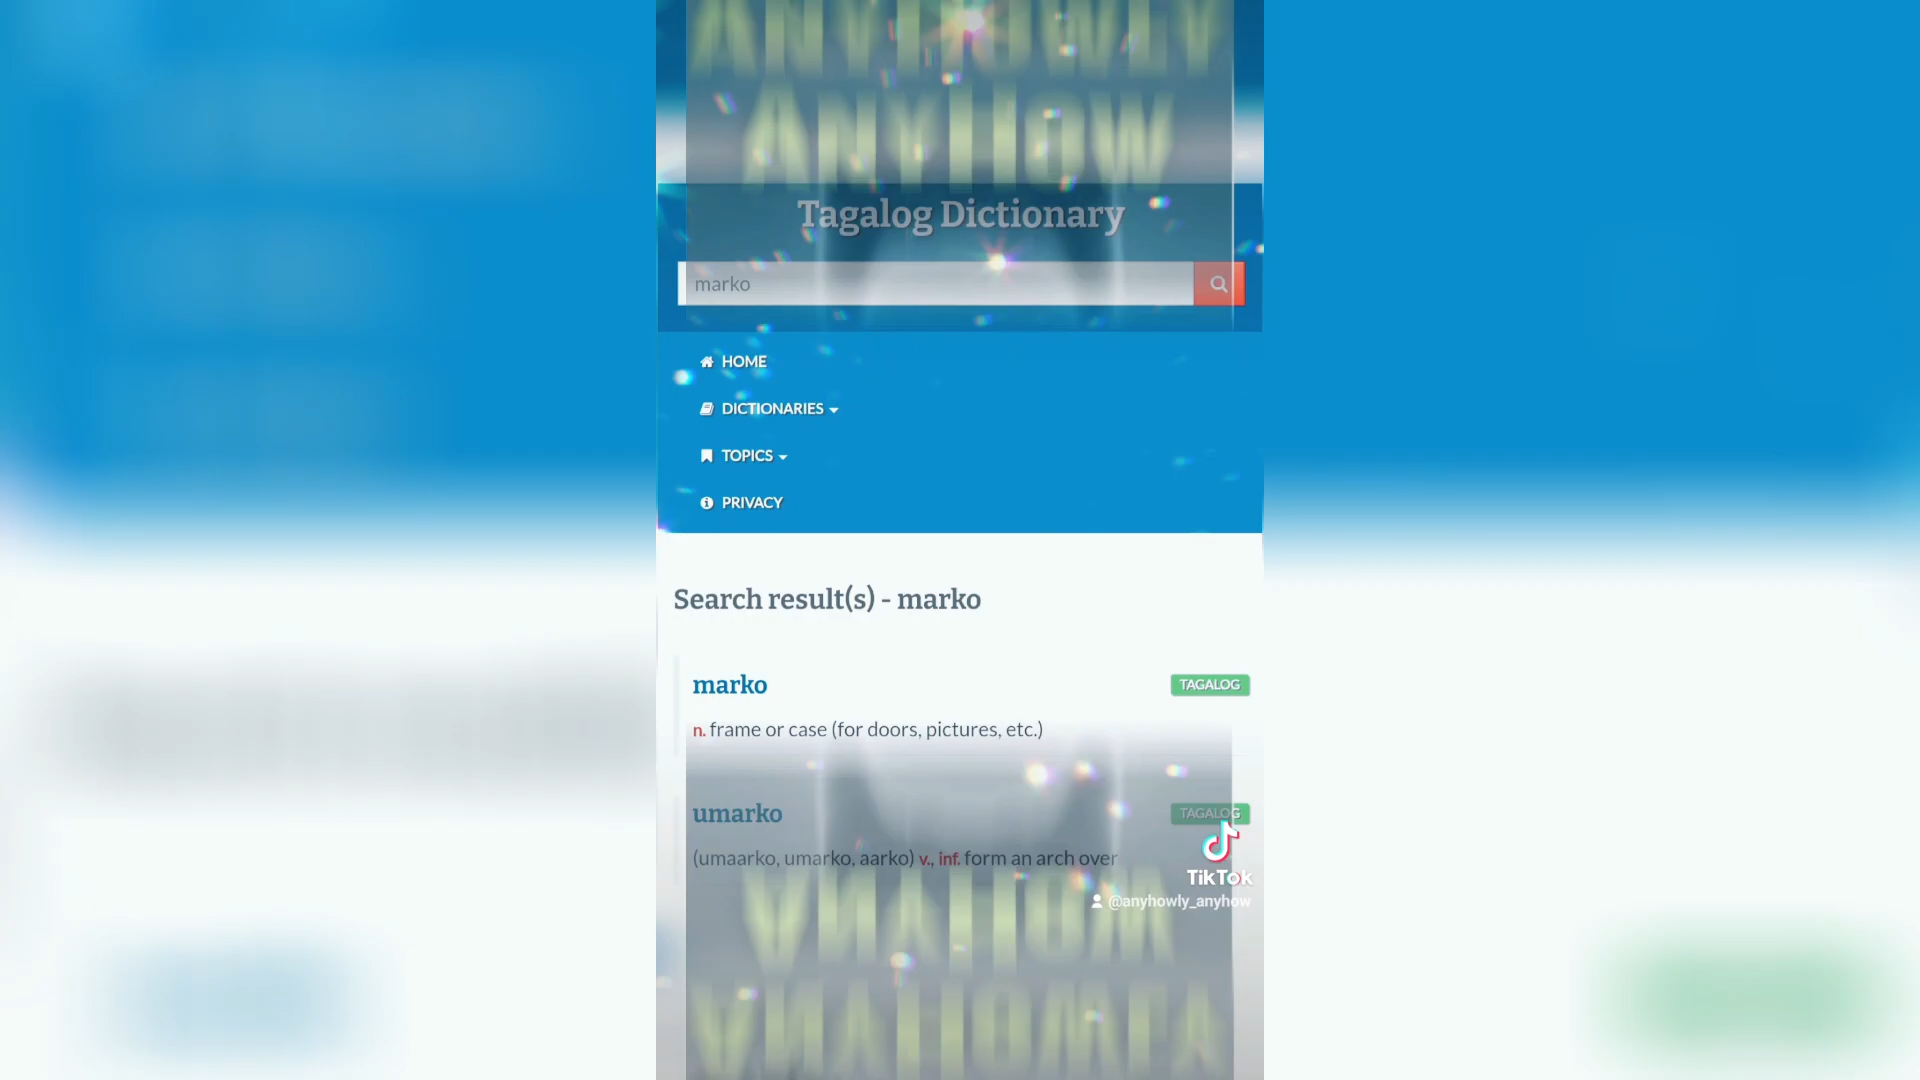 ANYHOWLY
ANYHOW
Tagalog Dictionary
marko
HOME
DICTIONARIES
TOPICS
PRIVACY
Search result(s) - marko
marko
TAGALOG
n. frame or case (for doors, pictures, etc.)
umarko
TAGALOG
(umaarko, umarko, aarko) v., inf. form an arch over
TikTok
@anyhowly_anyhow